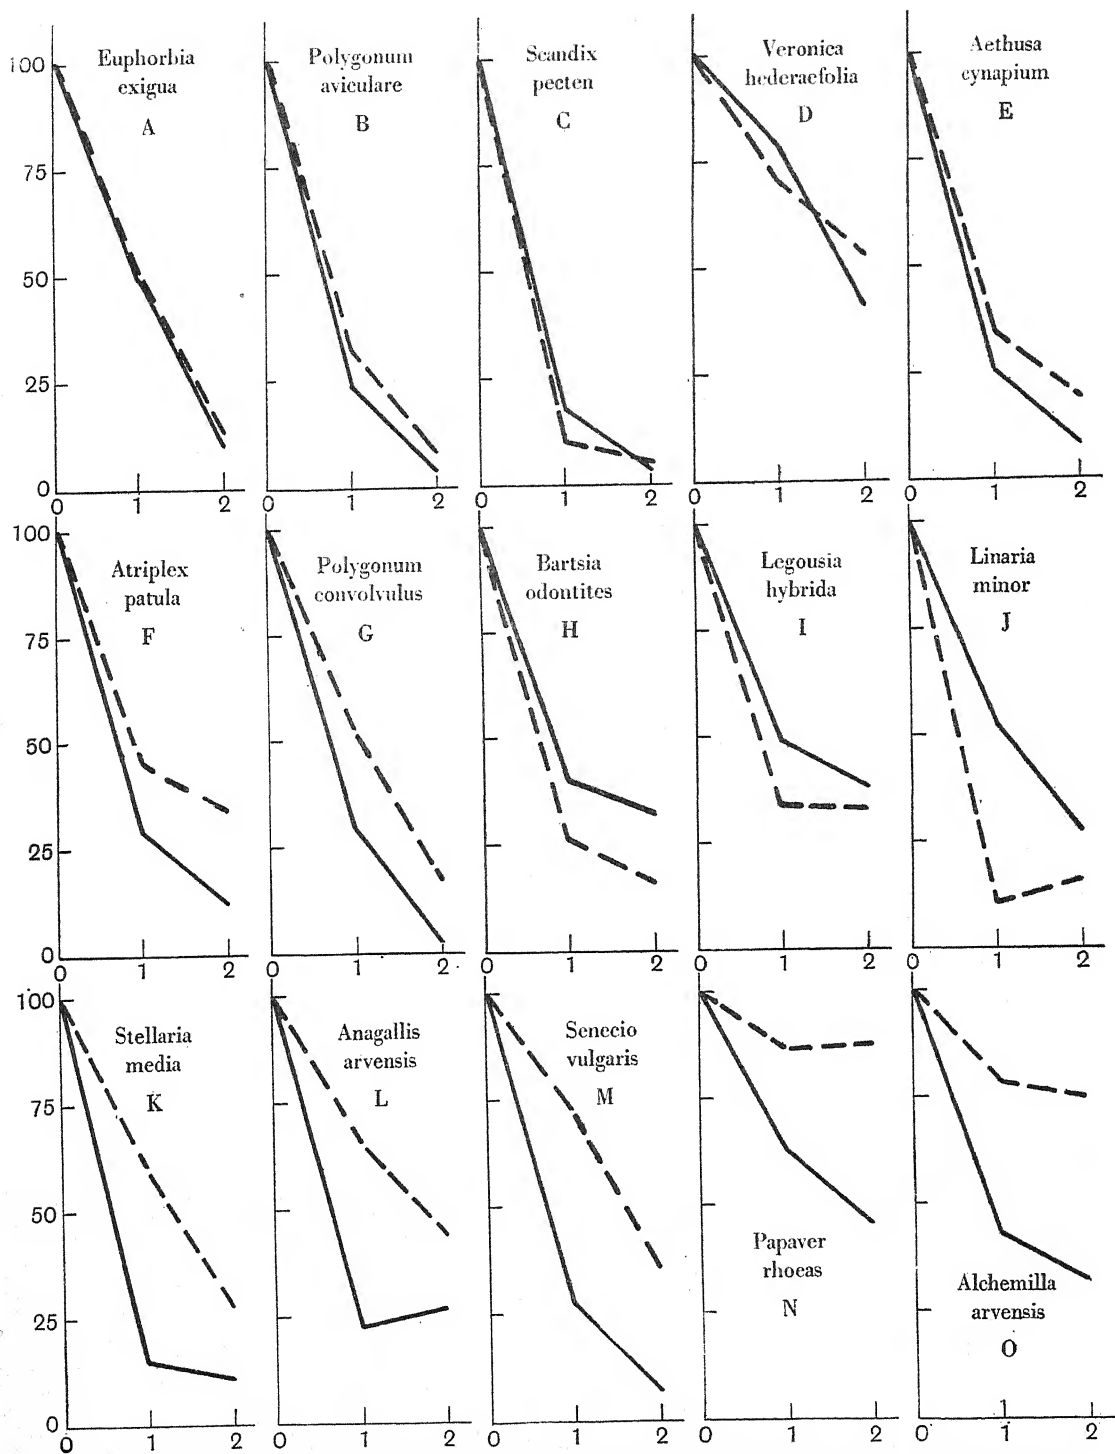 Euphorbia
exigua
A
Polygonum
aviculare
B
Scandix
pecten
C
Veronica
hederaefolia
D
Aethusa
cynapium
E
100
75
50
25
0
0 1 2
0 1 2
0 1 2
0 1 2
0 1 2
Atriplex
patula
F
Polygonum
convolvulus
G
Bartsia
odontites
H
Legousia
hybrida
I
Linaria
minor
J
100
75
50
25
0
0 1 2
0 1 2
0 1 2
0 1 2
0 1 2
Stellaria
media
K
Anagallis
arvensis
L
Senecio
vulgaris
M
Papaver
rhoeas
N
Alchemilla
arvensis
O
100
75
50
25
0
0 1 2
0 1 2
0 1 2
0 1 2
0 1 2